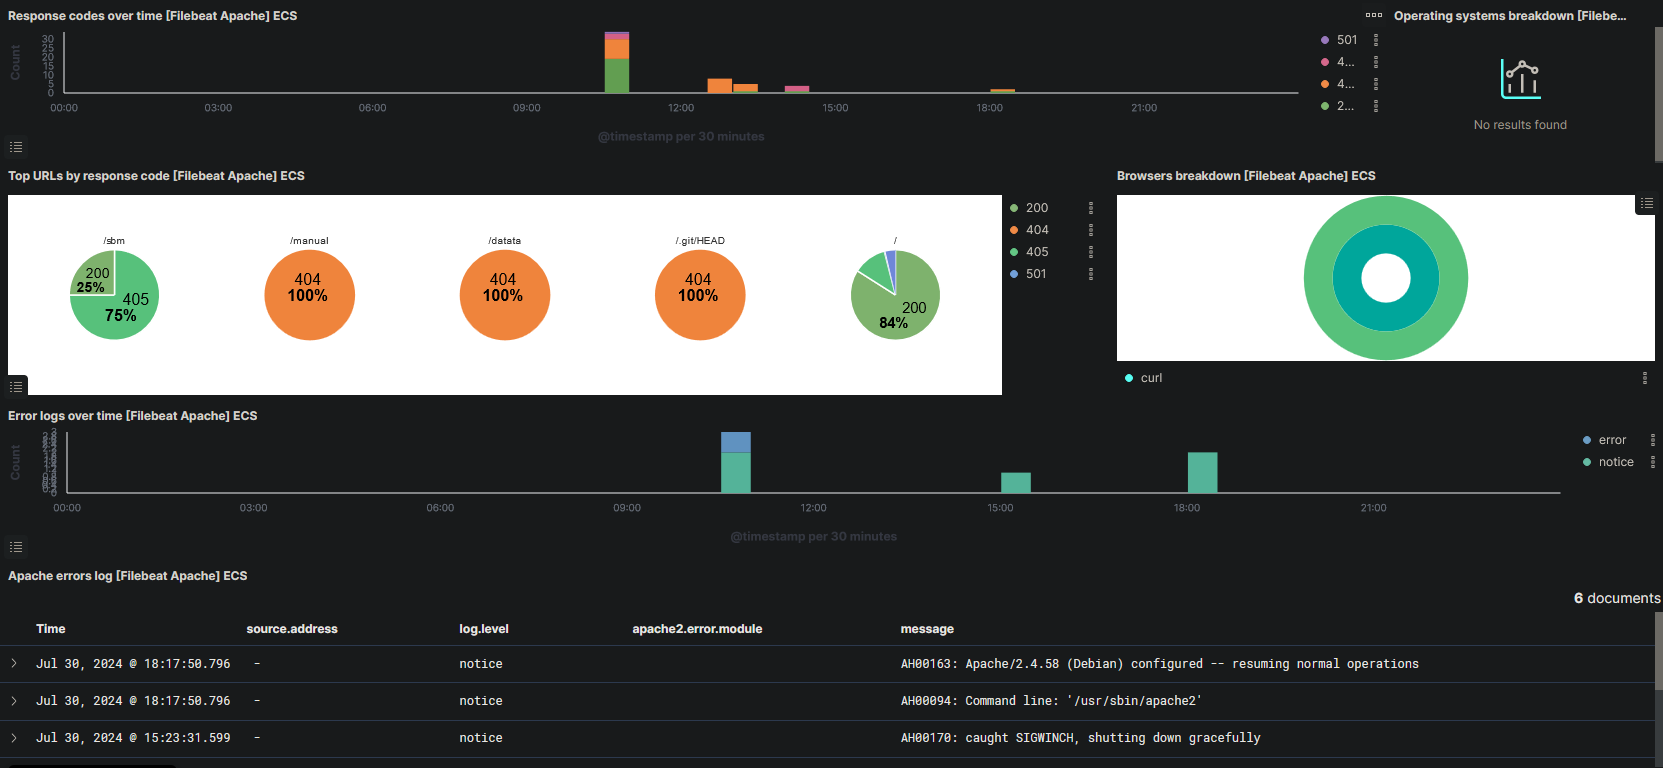 Response codes over time [Filebeat Apache] ECS
Operating systems breakdown [Filebe...
Count
30
25
20
15
10
5
0
00:00 03:00 06:00 09:00 12:00 15:00 18:00 21:00
@timestamp per 30 minutes
501
4...
4...
2...
No results found
Top URLs by response code [Filebeat Apache] ECS
/sbm
200
25%
405
75%
/manual
404
100%
/datata
404
100%
/.git/HEAD
404
100%
/
200
84%
200
404
405
501
Browsers breakdown [Filebeat Apache] ECS
curl
Error logs over time [Filebeat Apache] ECS
Count
00:00 03:00 06:00 09:00 12:00 15:00 18:00 21:00
@timestamp per 30 minutes
error
notice
Apache errors log [Filebeat Apache] ECS
6 documents
Time source.address log.level apache2.error.module message
Jul 30, 2024 @ 18:17:50.796 - notice AH00163: Apache/2.4.58 (Debian) configured -- resuming normal operations
Jul 30, 2024 @ 18:17:50.796 - notice AH00094: Command line: '/usr/sbin/apache2'
Jul 30, 2024 @ 15:23:31.599 - notice AH00170: caught SIGWINCH, shutting down gracefully